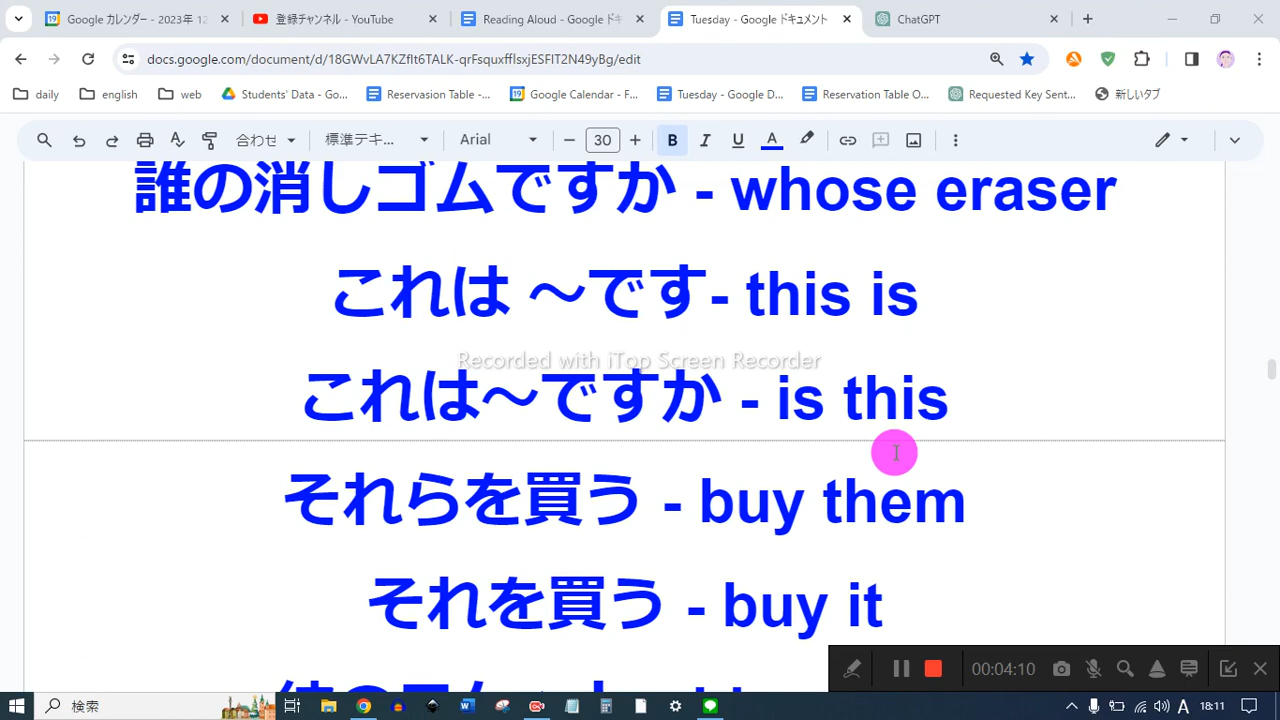 Google カレンダー - 2023年 12
登録チャンネル - YouTube
Reading Aloud - Google ドキ
Tuesday - Google ドキュメント
ChatGPT
docs.google.com/document/d/18GWvLA7KZflt6TALK-qrFsquxfflsvjESFIT2N49yBg/edit
daily
english
web
Students' Data - Go...
Reservasion Table -...
Google Calendar - F...
Tuesday - Google D...
Reservation Table O...
Requested Key Sent...
新しいタブ
合わせ
標準テキ...
Arial
30
誰の消しゴムですか - whose eraser
これは ～です- this is
Recorded with iTop Screen Recorder
これは～ですか - is this
それらを買う - buy them
それを買う - buy it
00:04:10
検索
A
18:11